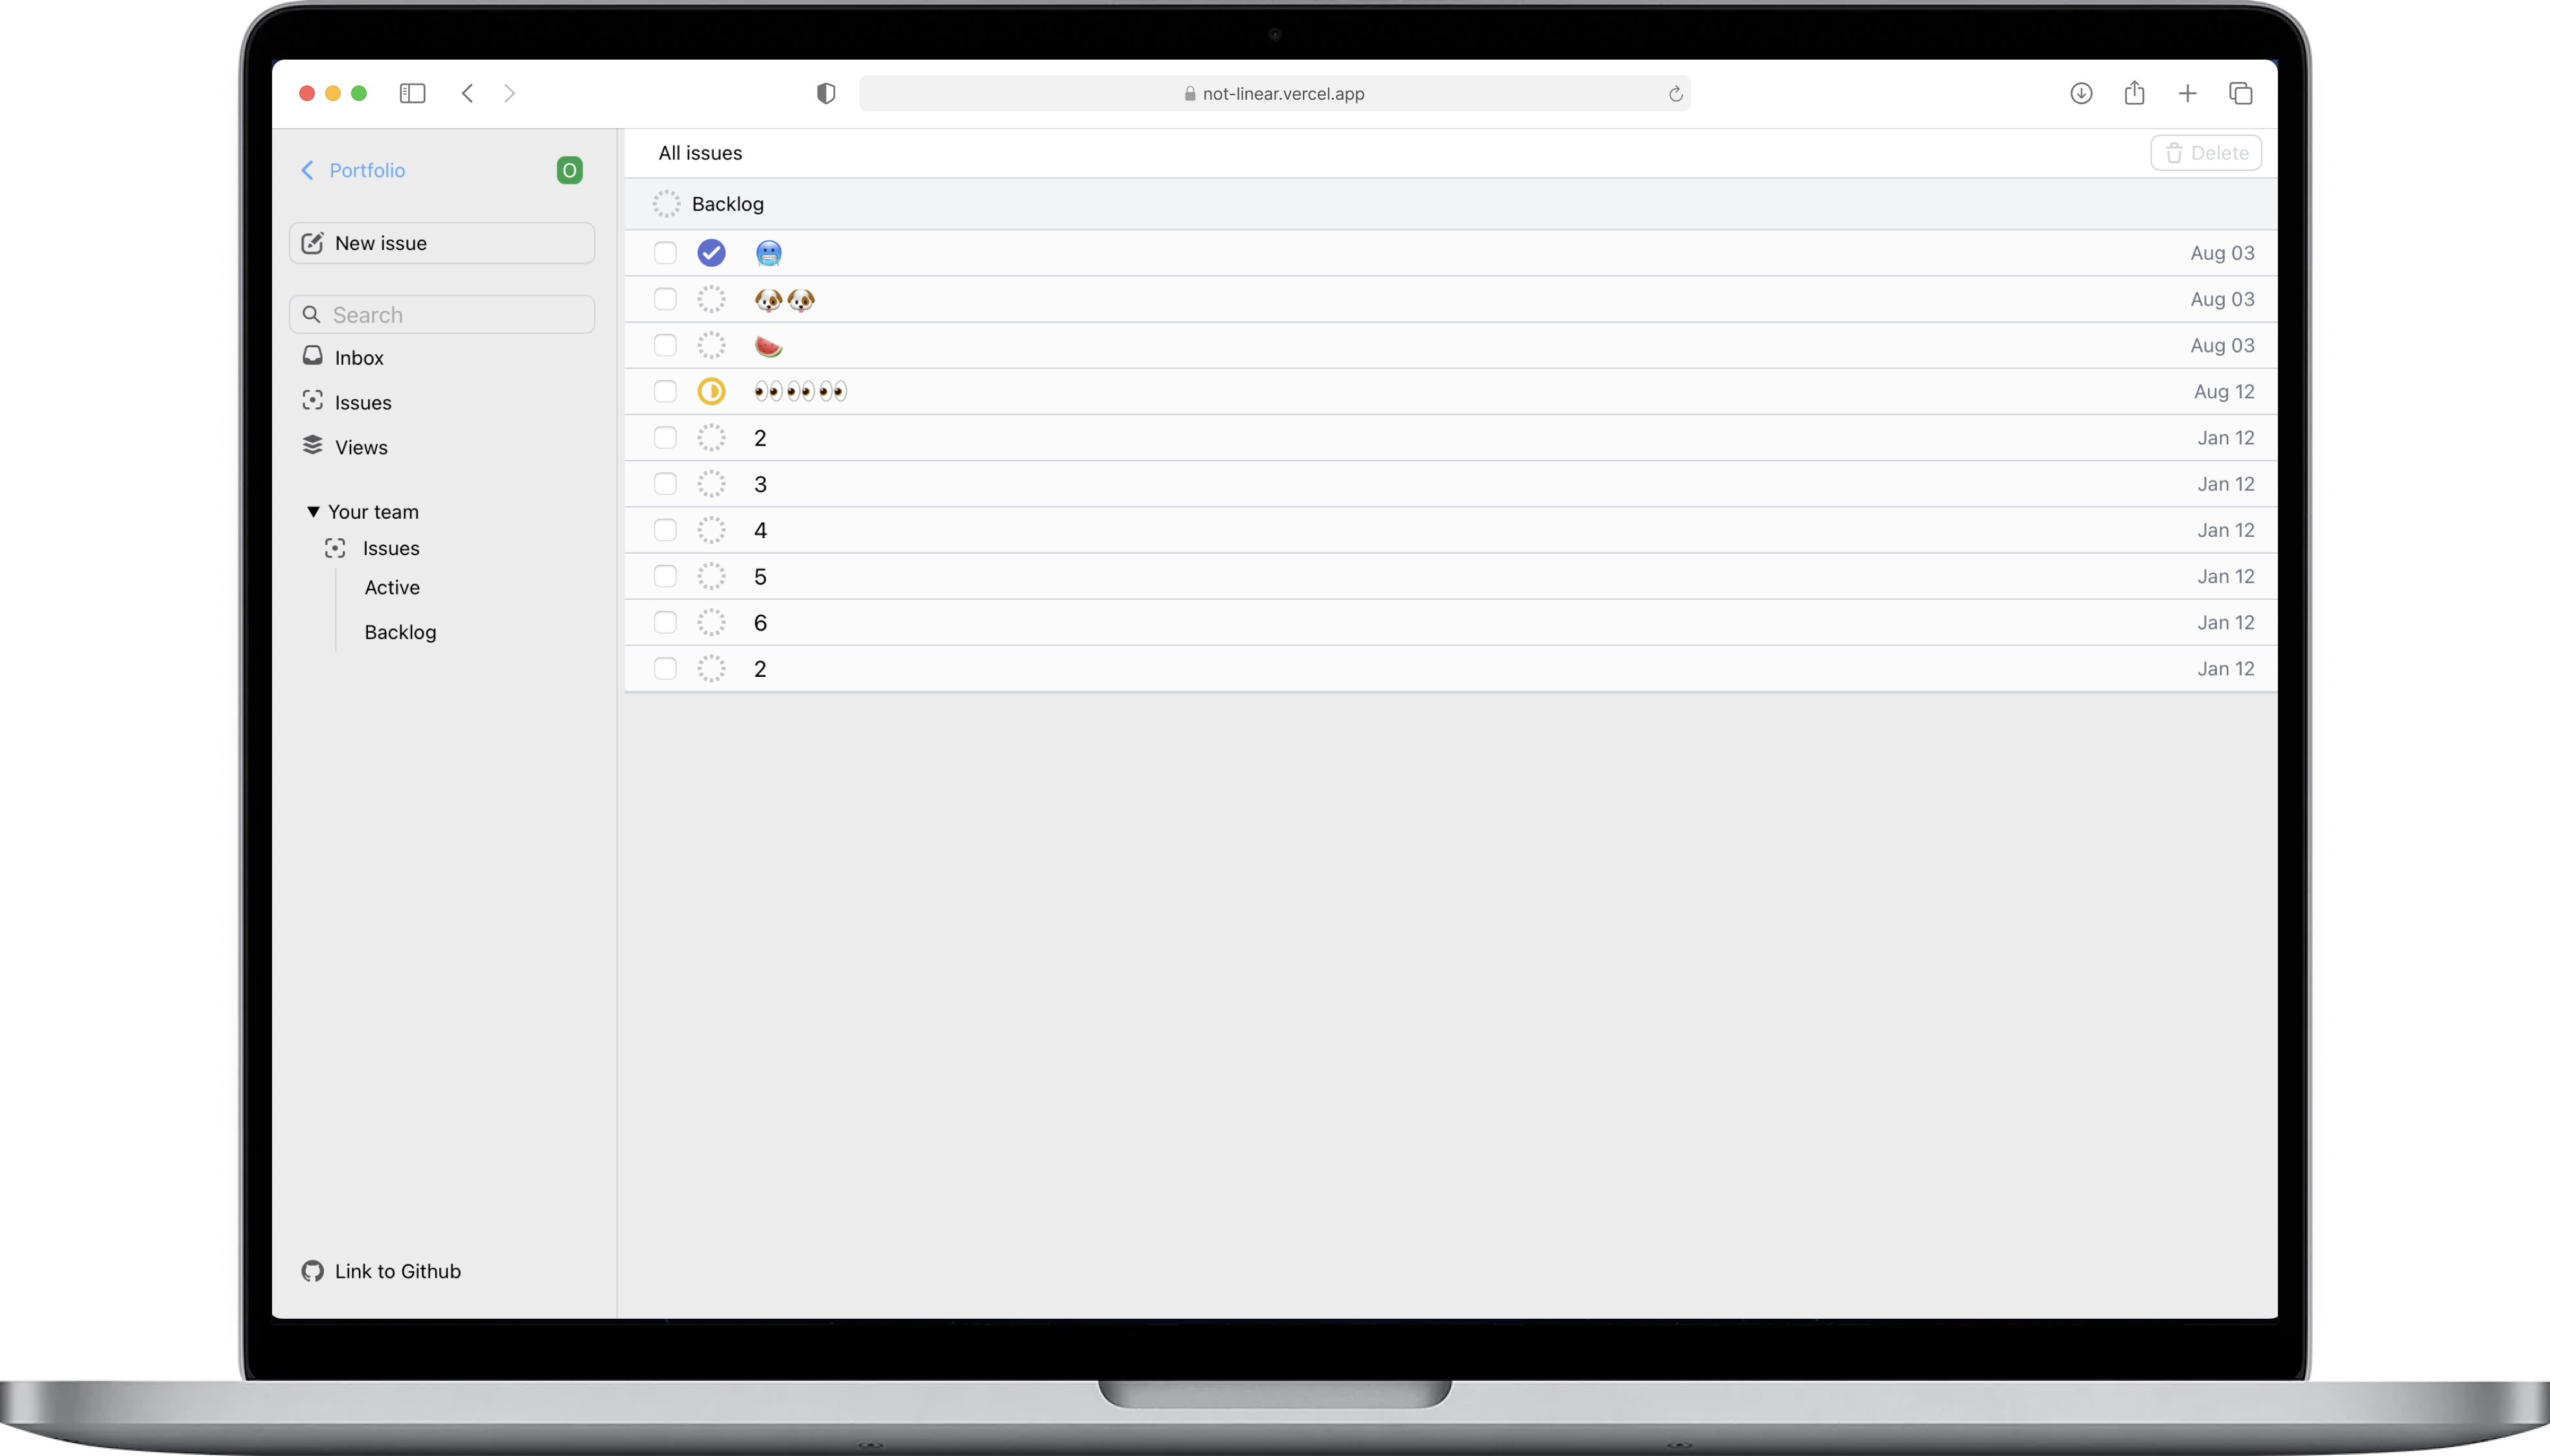 not-linear.vercel.app
Portfolio
O
New issue
Search
Inbox
Issues
Views
Your team
Issues
Active
Backlog
Link to Github
All issues
Delete
Backlog
🥶 Aug 03
🐶🐶 Aug 03
🍉 Aug 03
👀👀👀 Aug 12
2 Jan 12
3 Jan 12
4 Jan 12
5 Jan 12
6 Jan 12
2 Jan 12